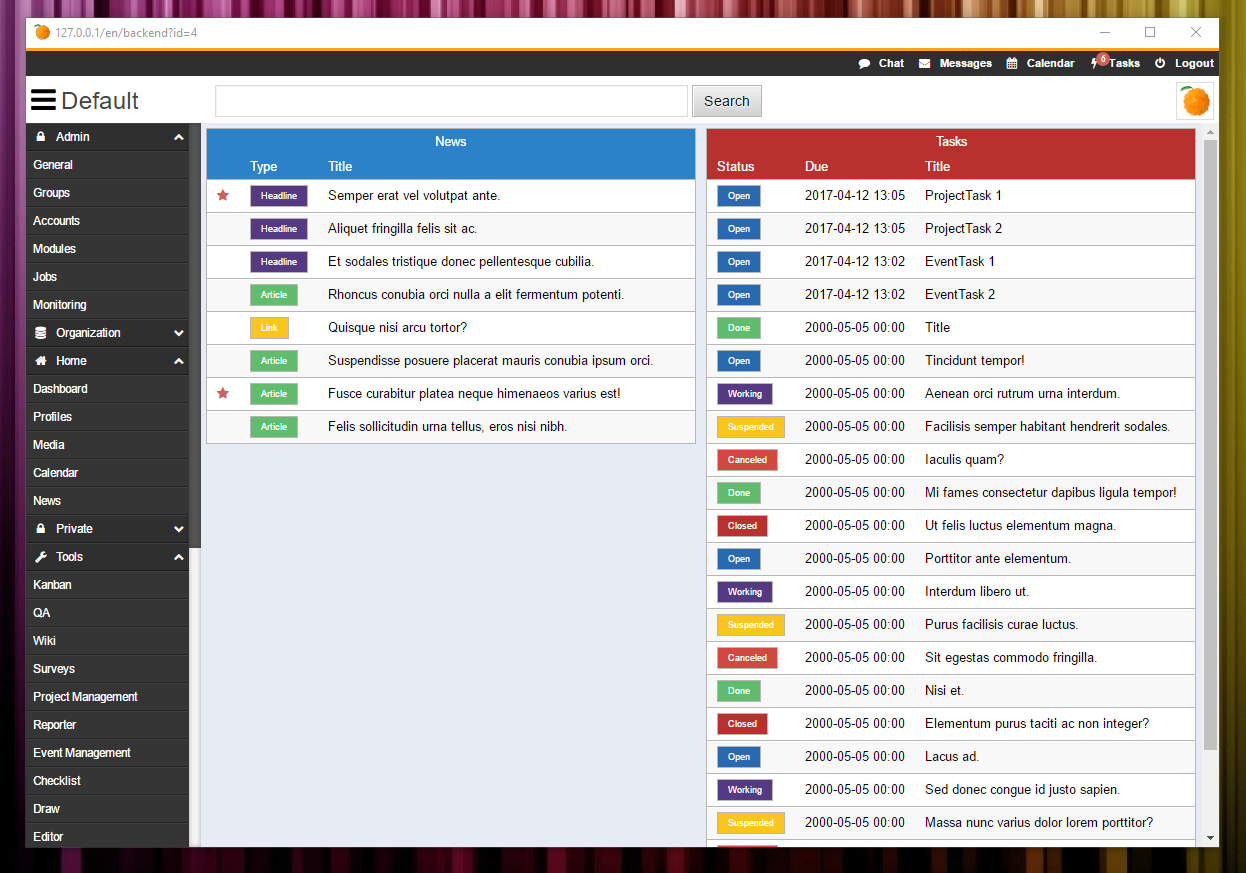 127.0.0.1/en/backend?id=4
Chat Messages Calendar 6 Tasks Logout
Default Search
Admin
General
Groups
Accounts
Modules
Jobs
Monitoring
Organization
Home
Dashboard
Profiles
Media
Calendar
News
Private
Tools
Kanban
QA
Wiki
Surveys
Project Management
Reporter
Event Management
Checklist
Draw
Editor
News
Type Title
Headline Semper erat vel volutpat ante.
Headline Aliquet fringilla felis sit ac.
Headline Et sodales tristique donec pellentesque cubilia.
Article Rhoncus conubia orci nulla a elit fermentum potenti.
Link Quisque nisi arcu tortor?
Article Suspendisse posuere placerat mauris conubia ipsum orci.
Article Fusce curabitur platea neque himenaeos varius est!
Article Felis sollicitudin urna tellus, eros nisi nibh.
Tasks
Status Due Title
Open 2017-04-12 13:05 ProjectTask 1
Open 2017-04-12 13:05 ProjectTask 2
Open 2017-04-12 13:02 EventTask 1
Open 2017-04-12 13:02 EventTask 2
Done 2000-05-05 00:00 Title
Open 2000-05-05 00:00 Tincidunt tempor!
Working 2000-05-05 00:00 Aenean orci rutrum urna interdum.
Suspended 2000-05-05 00:00 Facilisis semper habitant hendrerit sodales.
Canceled 2000-05-05 00:00 Iaculis quam?
Done 2000-05-05 00:00 Mi fames consectetur dapibus ligula tempor!
Closed 2000-05-05 00:00 Ut felis luctus elementum magna.
Open 2000-05-05 00:00 Porttitor ante elementum.
Working 2000-05-05 00:00 Interdum libero ut.
Suspended 2000-05-05 00:00 Purus facilisis curae luctus.
Canceled 2000-05-05 00:00 Sit egestas commodo fringilla.
Done 2000-05-05 00:00 Nisi et.
Closed 2000-05-05 00:00 Elementum purus taciti ac non integer?
Open 2000-05-05 00:00 Lacus ad.
Working 2000-05-05 00:00 Sed donec congue id justo sapien.
Suspended 2000-05-05 00:00 Massa nunc varius dolor lorem porttitor?